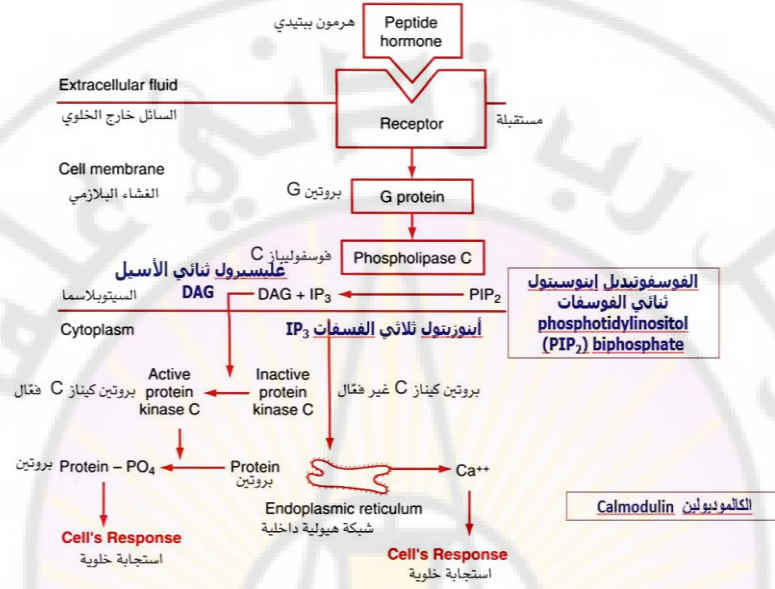 هرمون ببتيدي
Peptide
hormone
Extracellular fluid
السائل خارج الخلوي
Receptor
مستقبلة
Cell membrane
الغشاء البلازمي
بروتين G
G protein
فوسفوليباز C
Phospholipase C
غليسيرول ثنائي الأسيل
DAG
DAG + IP₃
PIP₂
الفوسفوتيديل اينوسيتول
ثنائي الفوسفات
phosphotidylinositol
(PIP₂) biphosphate
السيتوبلاسما
Cytoplasm
أينوزيتول ثلاثي الفسفات IP₃
بروتين كيناز C فعّال
Active
protein
kinase C
Inactive
protein
kinase C
بروتين كيناز C غير فعّال
بروتين
Protein – PO₄
Protein
بروتين
Ca⁺⁺
Endoplasmic reticulum
شبكة هيولية داخلية
Calmodulin الكالموديولين
Cell's Response
استجابة خلوية
Cell's Response
استجابة خلوية